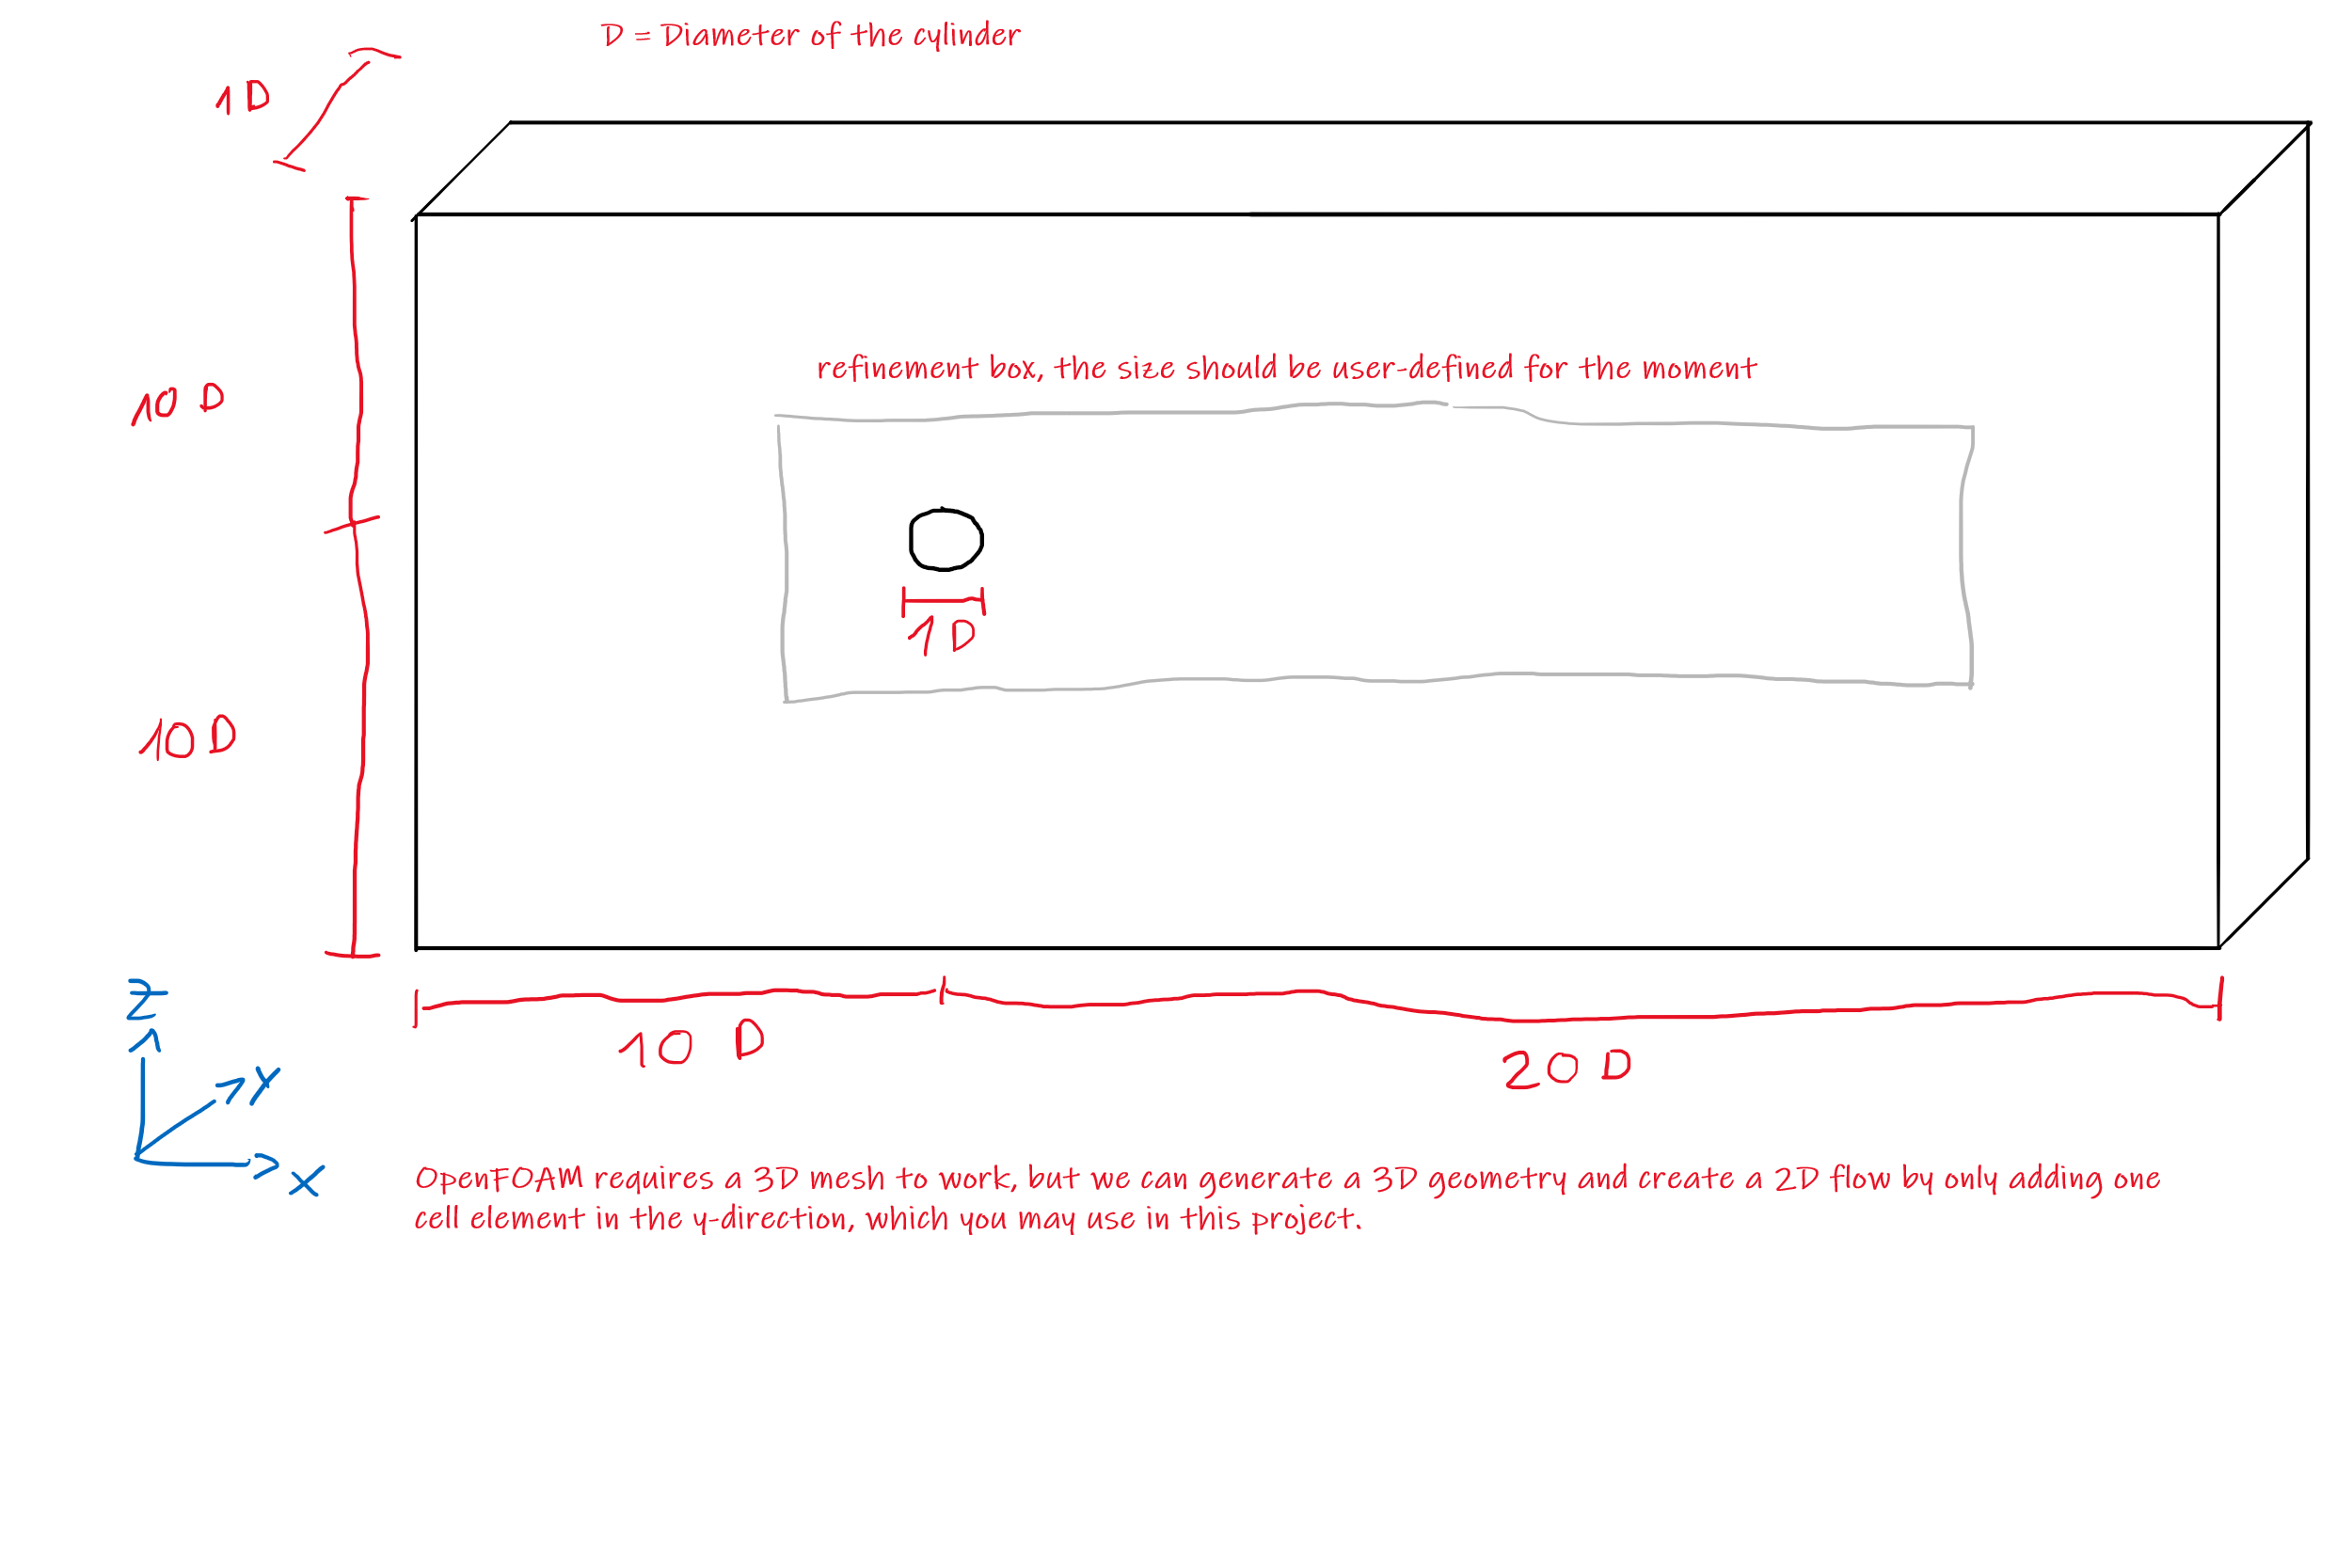 D = Diameter of the cylinder
1D
10 D
refinement box, the size should be user-defined for the moment
1D
10 D
10 D
20 D
Z
Y
X
OpenFOAM requires a 3D mesh to work, but we can generate a 3D geometry and create a 2D flow by only adding one
cell element in the y-direction, which you may use in this project.